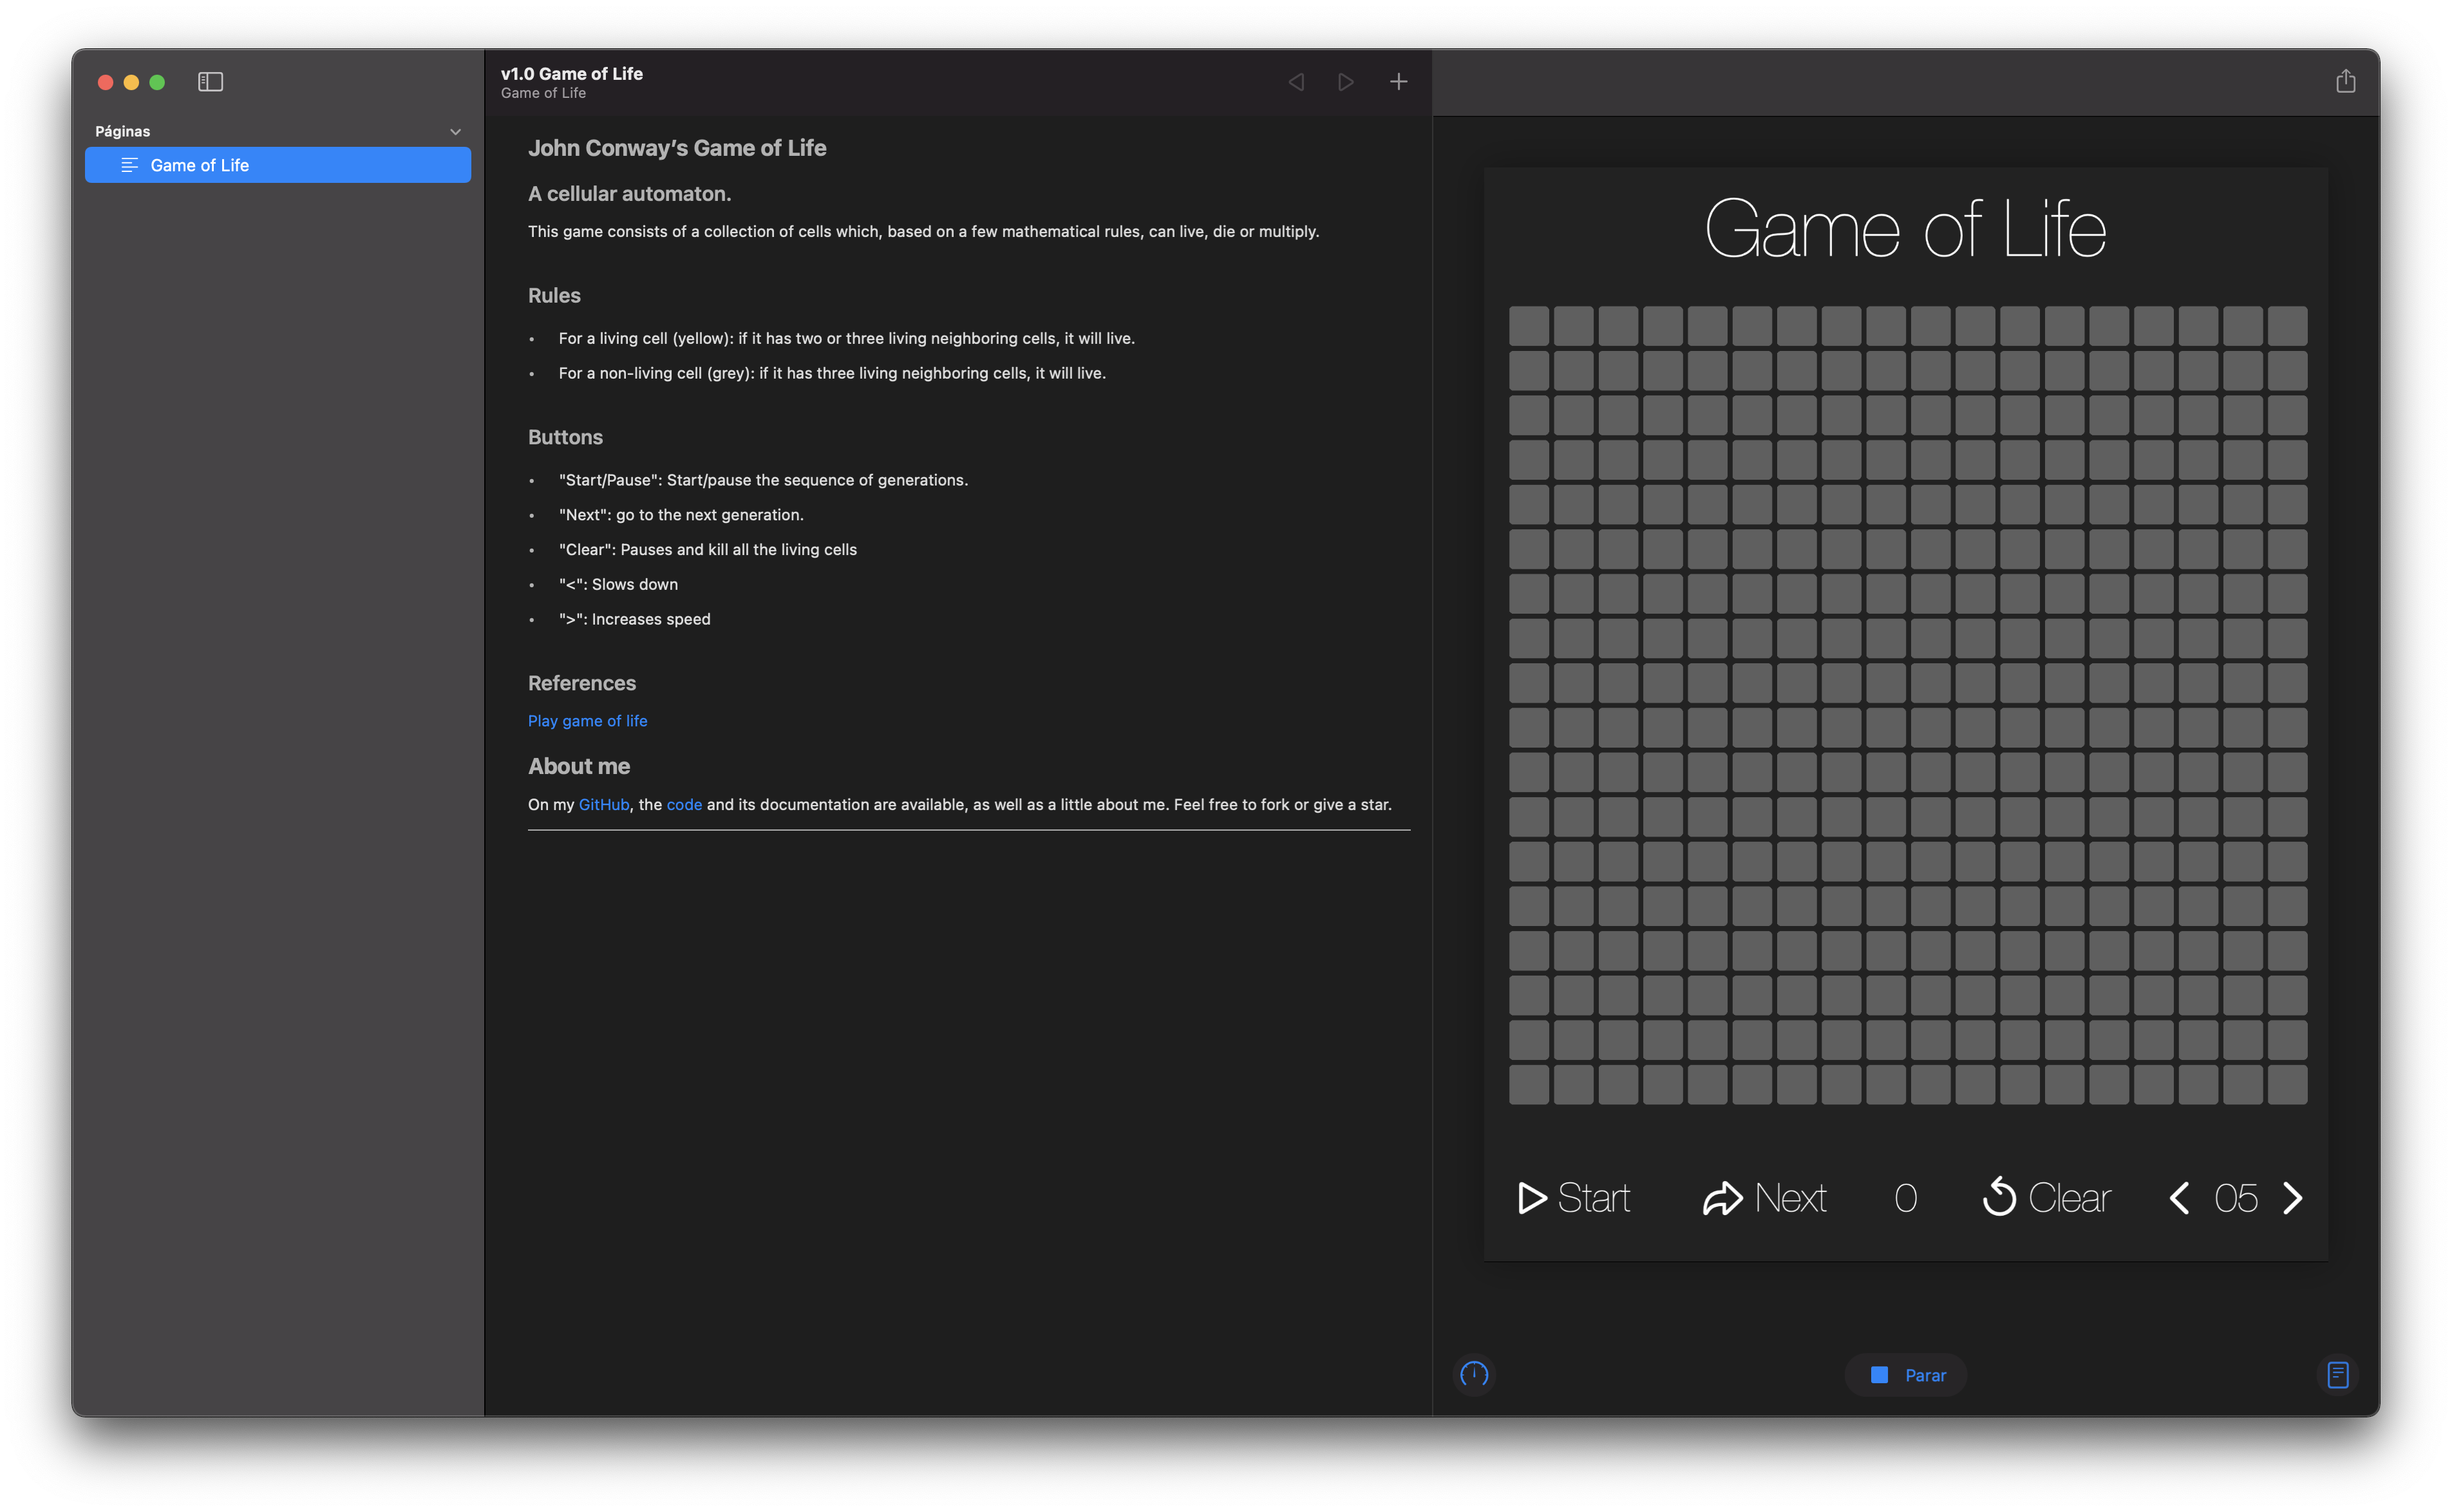 Páginas
Game of Life
v1.0 Game of Life
Game of Life
John Conway’s Game of Life
A cellular automaton.
This game consists of a collection of cells which, based on a few mathematical rules, can live, die or multiply.
Rules
• For a living cell (yellow): if it has two or three living neighboring cells, it will live.
• For a non-living cell (grey): if it has three living neighboring cells, it will live.
Buttons
• "Start/Pause": Start/pause the sequence of generations.
• "Next": go to the next generation.
• "Clear": Pauses and kill all the living cells
• "<": Slows down
• ">": Increases speed
References
Play game of life
About me
On my GitHub, the code and its documentation are available, as well as a little about me. Feel free to fork or give a star.
Game of Life
Start Next 0 Clear < 05 >
Parar